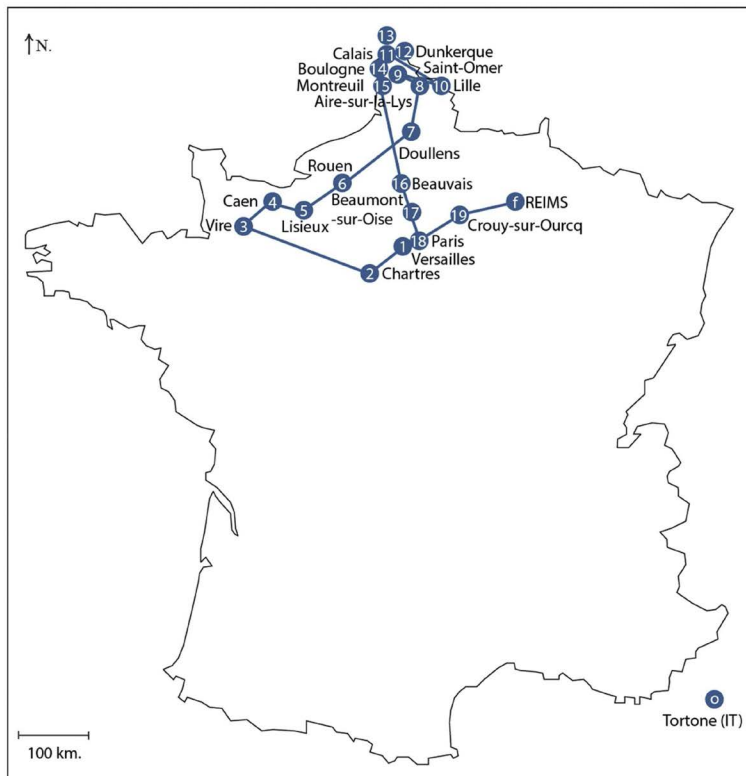 N.
13
Calais 11 12 Dunkerque
Boulogne 14 9 Saint-Omer
Montreuil 15 8 10 Lille
Aire-sur-la-Lys
7
Doullens
Rouen
6 16 Beauvais
Caen 4 5 Beaumont 17 f REIMS
Vire 3 Lisieux -sur-Oise 19 Crouy-sur-Ourcq
1 18 Paris
Versailles
2 Chartres
o
Tortone (IT)
100 km.